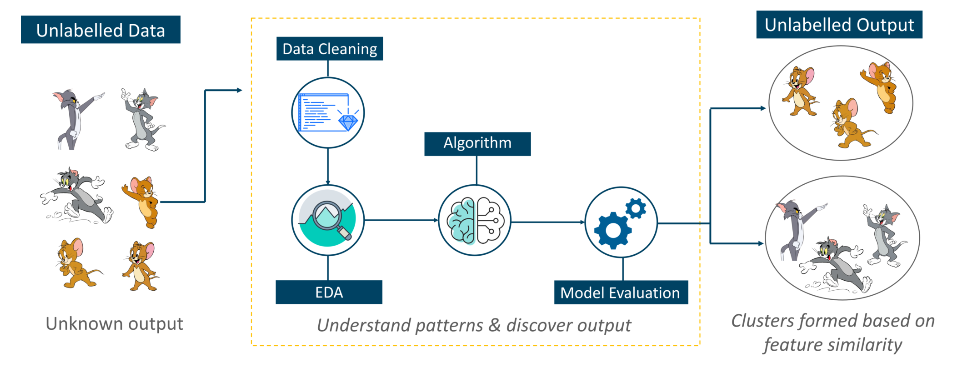 Unlabelled Data
Unknown output
Data Cleaning
EDA
Algorithm
Model Evaluation
Understand patterns & discover output
Unlabelled Output
Clusters formed based on
feature similarity